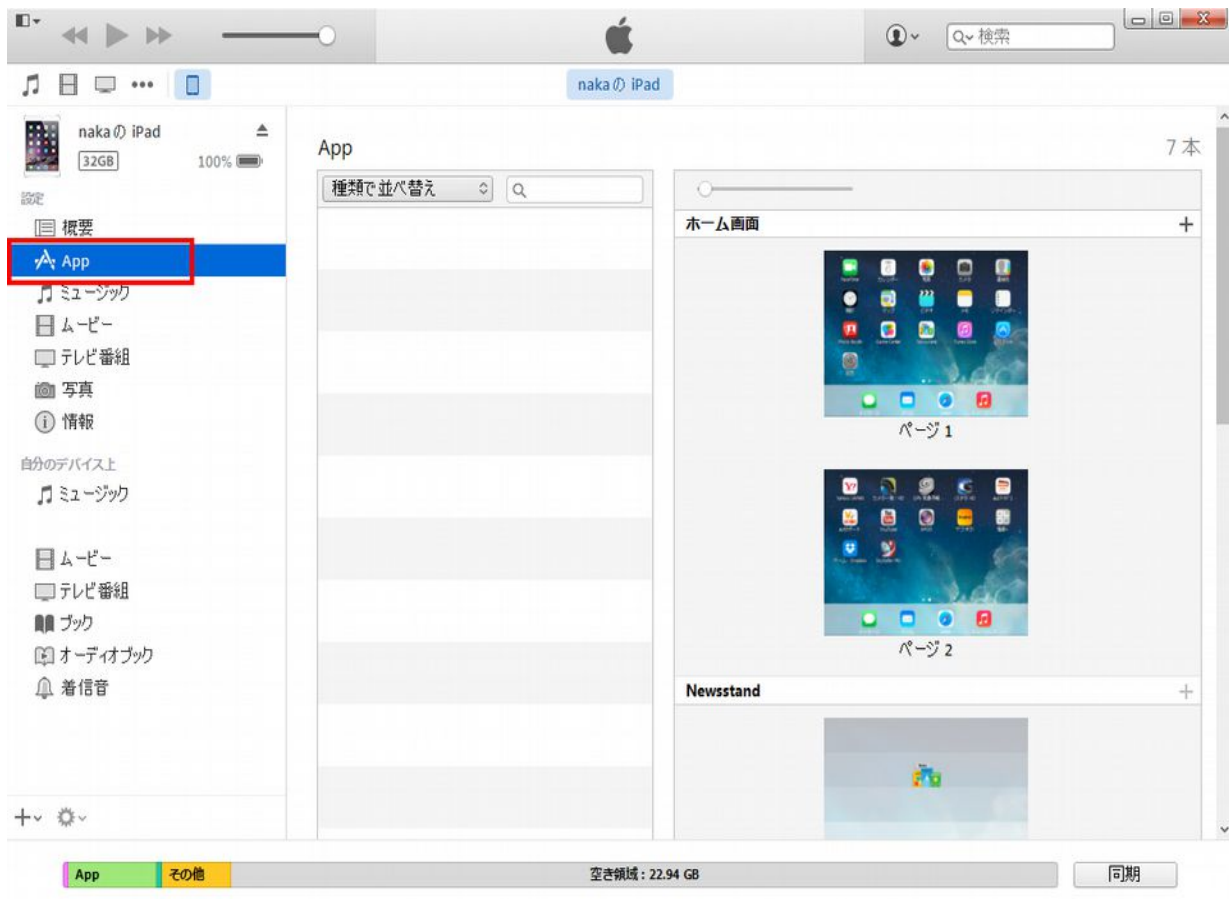 検索
nakaの iPad
nakaの iPad
32GB 100%
設定
概要
App
ミュージック
ムービー
テレビ番組
写真
情報
自分のデバイス上
ミュージック
ムービー
テレビ番組
ブック
オーディオブック
着信音
App 7 本
種類で並べ替え
ホーム画面
ページ 1
ページ 2
Newsstand
App その他 空き領域 : 22.94 GB 同期